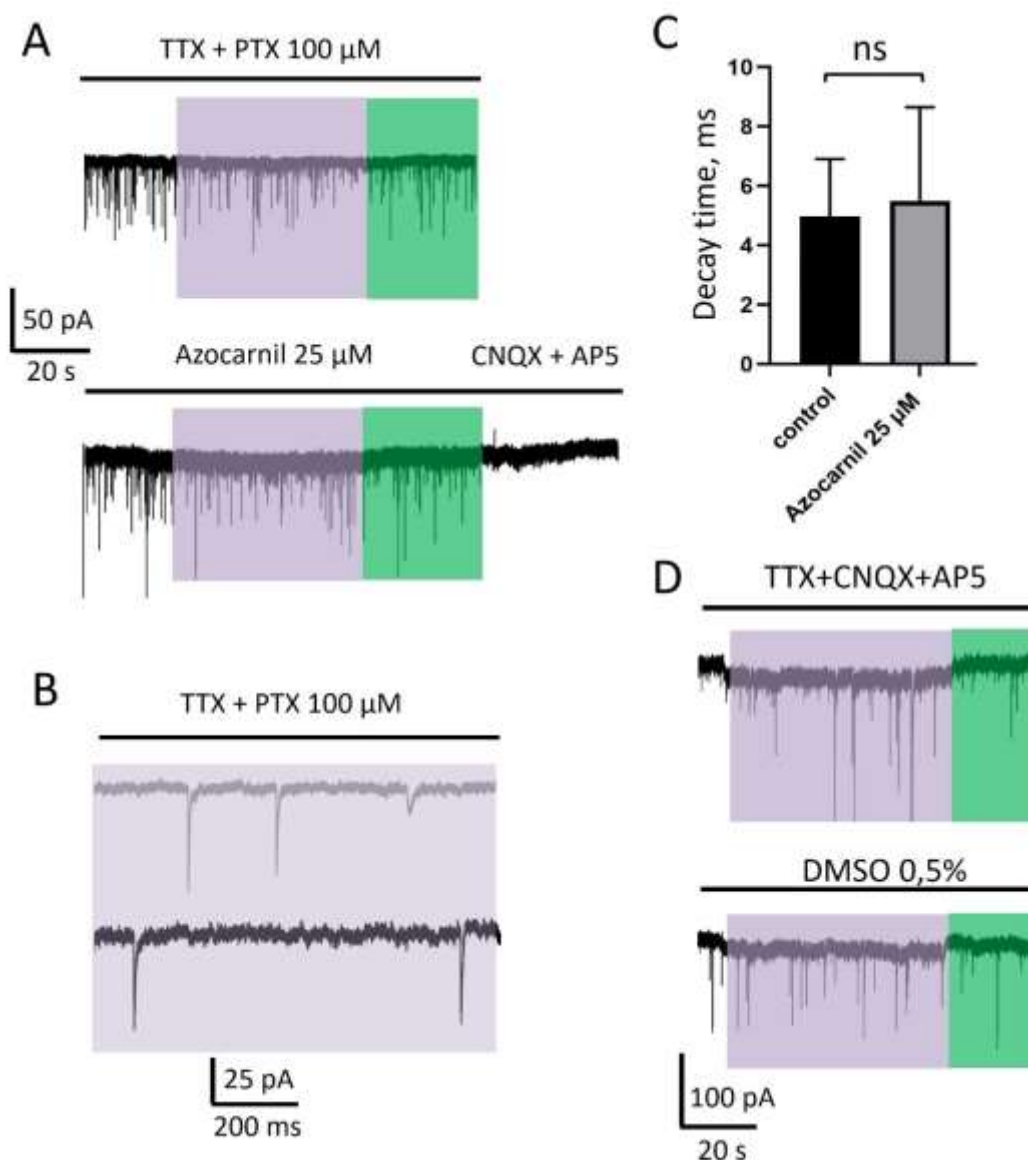 A
TTX + PTX 100 µM
50 pA
20 s
Azocarnil 25 µM
CNQX + AP5
B
TTX + PTX 100 µM
25 pA
200 ms
C
ns
10
8
6
4
2
0
Decay time, ms
control
Azocarnil 25 µM
D
TTX+CNQX+AP5
DMSO 0,5%
100 pA
20 s